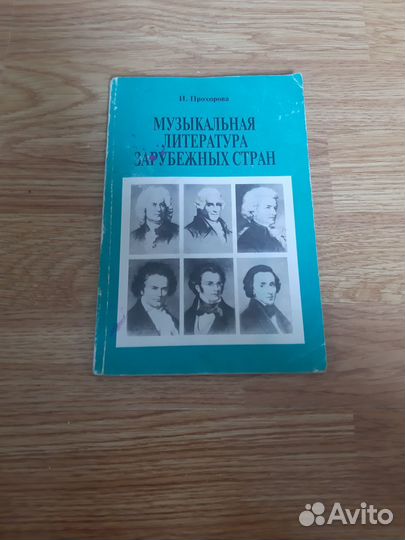 И. Прохорова
МУЗЫКАЛЬНАЯ
ЛИТЕРАТУРА
ЗАРУБЕЖНЫХ СТРАН
Avito